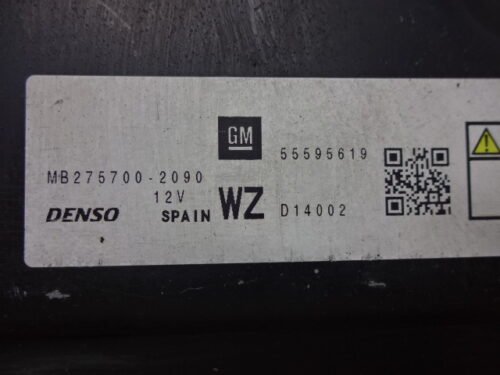 GM
55595619
MB275700-2090
12V
DENSO SPAIN WZ D14002